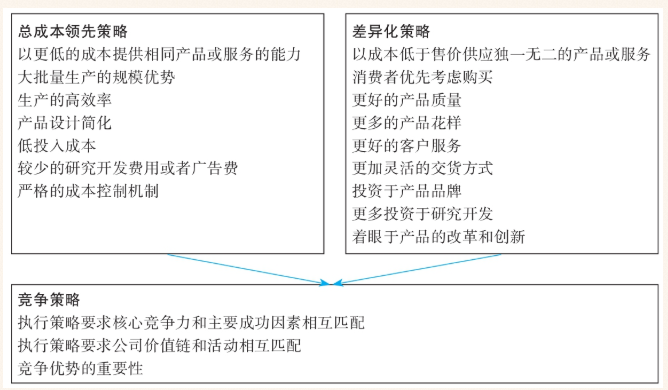 总成本领先策略
以更低的成本提供相同产品或服务的能力
大批量生产的规模优势
生产的高效率
产品设计简化
低投入成本
较少的研究开发费用或者广告费
严格的成本控制机制
差异化策略
以成本低于售价供应独一无二的产品或服务
消费者优先考虑购买
更好的产品质量
更多的产品花样
更好的客户服务
更加灵活的交货方式
投资于产品品牌
更多投资于研究开发
着眼于产品的改革和创新
竞争策略
执行策略要求核心竞争力和主要成功因素相互匹配
执行策略要求公司价值链和活动相互匹配
竞争优势的重要性